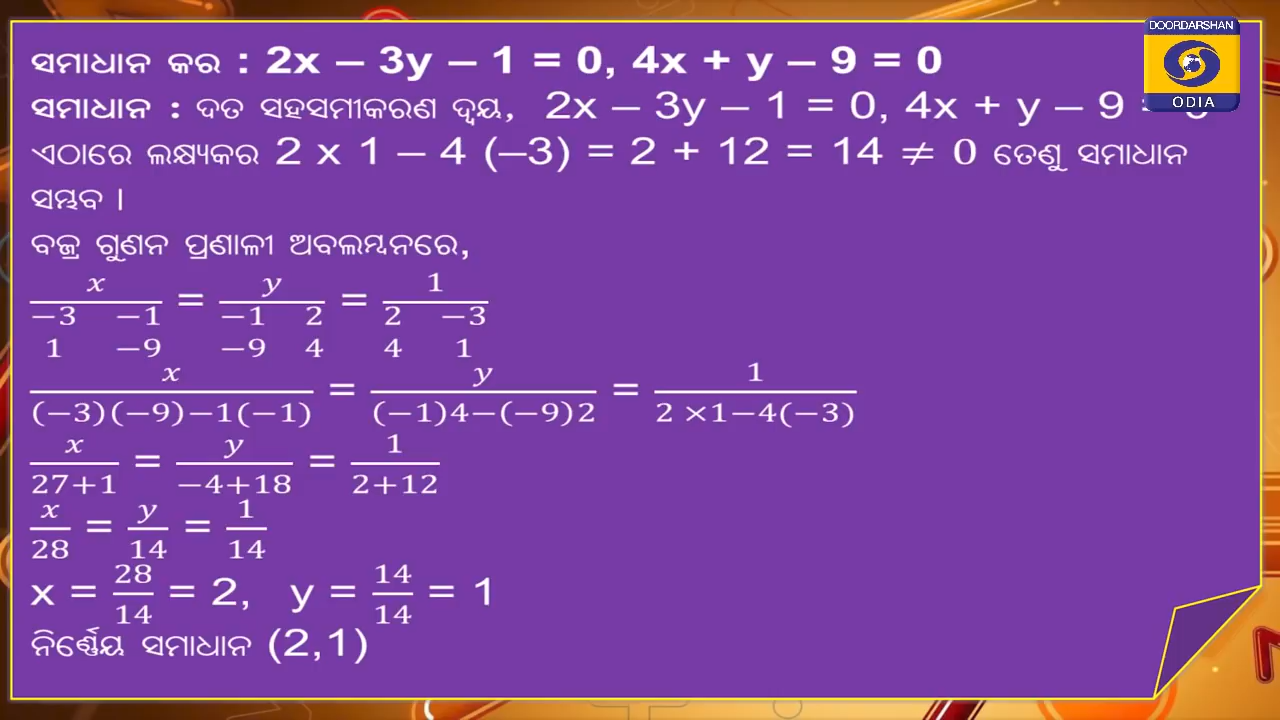 DOORDARSHAN
ODIA
ସମାଧାନ କର : 2x – 3y – 1 = 0, 4x + y – 9 = 0
ସମାଧାନ : ଦତ ସହସମୀକରଣ ଦ୍ୱୟ, 2x – 3y – 1 = 0, 4x + y – 9 = 0
ଏଠାରେ ଲକ୍ଷ୍ୟକର 2 x 1 – 4 (–3) = 2 + 12 = 14 ≠ 0 ତେଣୁ ସମାଧାନ
ସମ୍ଭବ ।
ବଜ୍ର ଗୁଣନ ପ୍ରଣାଳୀ ଅବଲମ୍ବନରେ,
x y 1
= =
−3 −1 −1 2 2 −3
1 −9 −9 4 4 1
x y 1
= =
(−3)(−9)−1(−1) (−1)4−(−9)2 2 ×1−4(−3)
x y 1
= =
27+1 −4+18 2+12
x y 1
= =
28 14 14
28 14
x = = 2, y = = 1
14 14
ନିର୍ଣ୍ଣେୟ ସମାଧାନ (2,1)